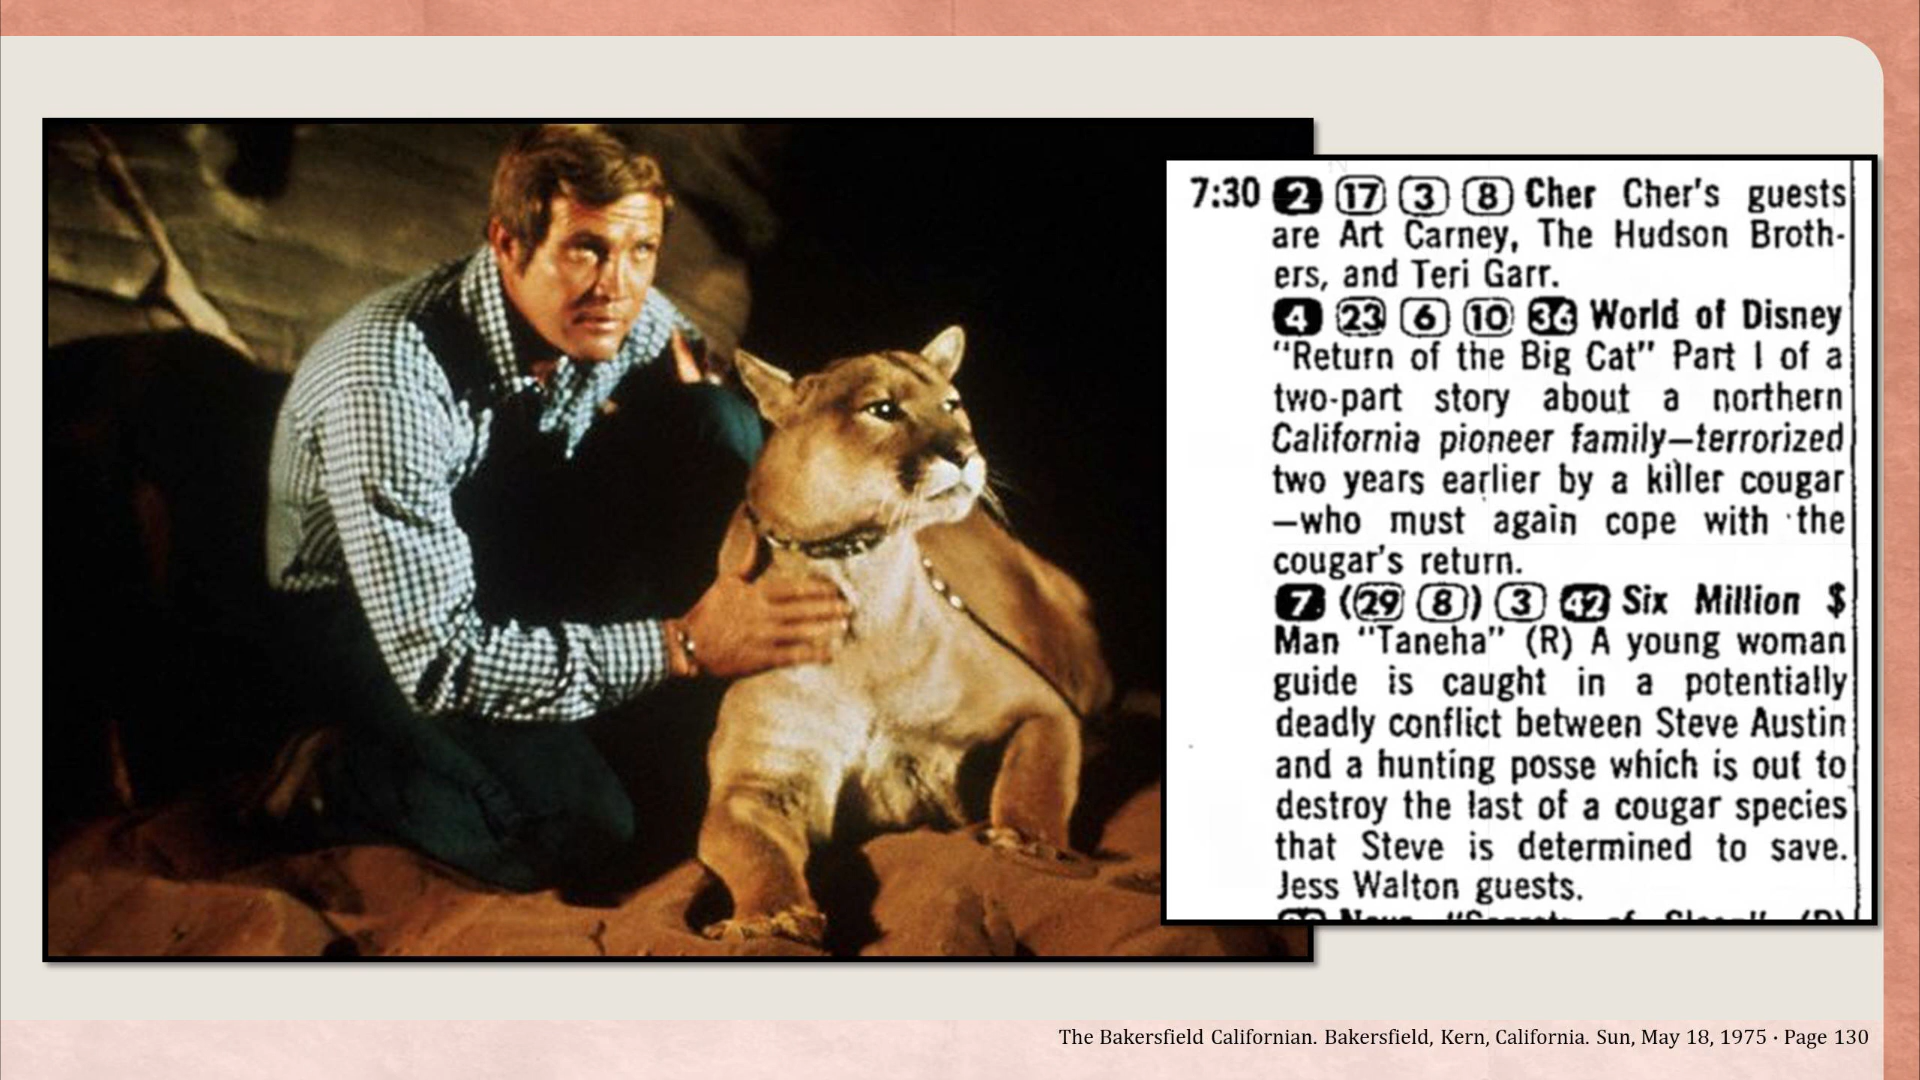 7:30 2 17 3 8 Cher Cher's guests
are Art Carney, The Hudson Broth-
ers, and Teri Garr.
4 23 6 10 36 World of Disney
"Return of the Big Cat" Part I of a
two-part story about a northern
California pioneer family—terrorized
two years earlier by a killer cougar
—who must again cope with the
cougar's return.
7 (29 8) 3 42 Six Million $
Man "Taneha" (R) A young woman
guide is caught in a potentially
deadly conflict between Steve Austin
and a hunting posse which is out to
destroy the last of a cougar species
that Steve is determined to save.
Jess Walton guests.
The Bakersfield Californian. Bakersfield, Kern, California. Sun, May 18, 1975 · Page 130